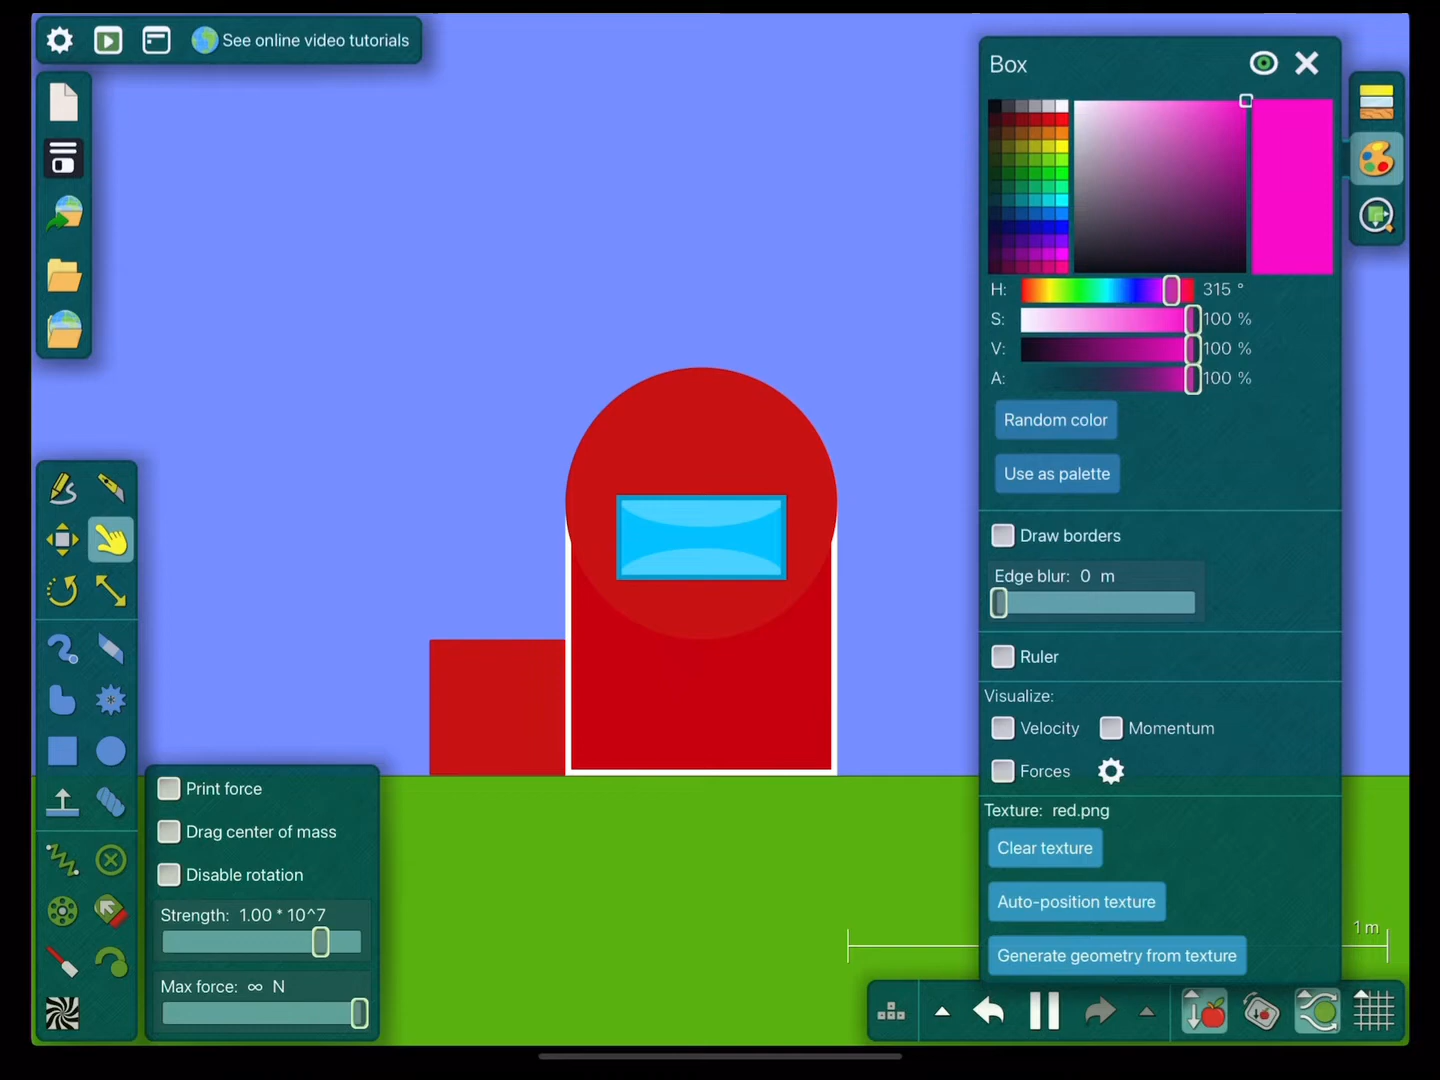 See online video tutorials
Box
H: 315 °
S: 100 %
V: 100 %
A: 100 %
Random color
Use as palette
Draw borders
Edge blur: 0 m
Ruler
Visualize:
Velocity
Momentum
Forces
Texture: red.png
Clear texture
Auto-position texture
Generate geometry from texture
1 m
Print force
Drag center of mass
Disable rotation
Strength: 1.00 * 10^7
Max force: ∞ N